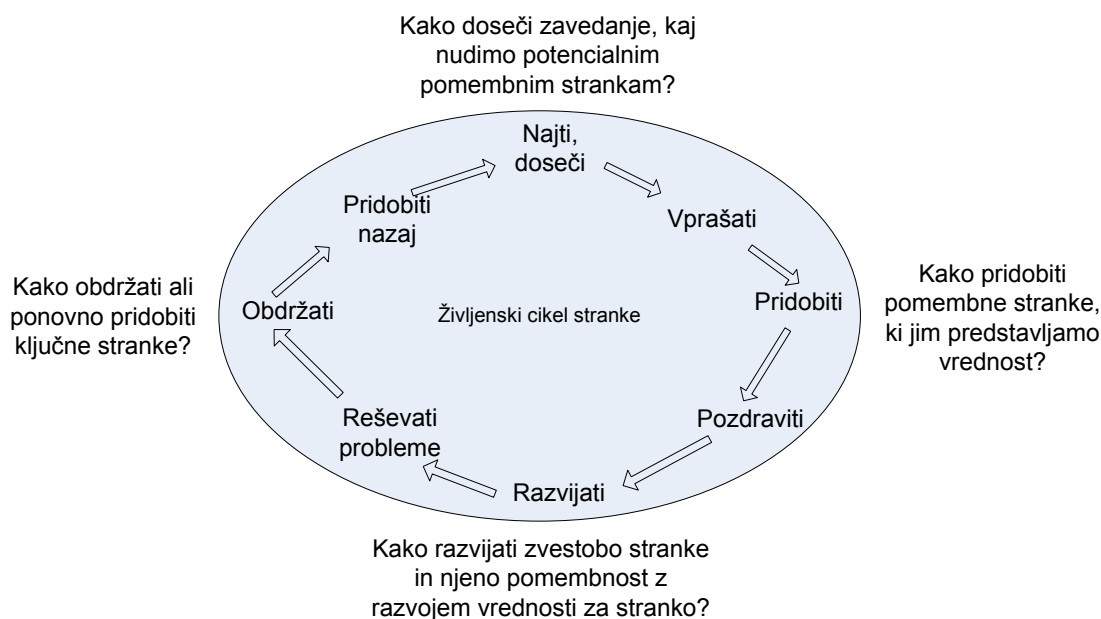 Kako doseči zavedanje, kaj
nudimo potencialnim
pomembnim strankam?
Najti,
doseči
Vprašati
Pridobiti
Pozdraviti
Razvijati
Reševati
probleme
Obdržati
Pridobiti
nazaj
Življenski cikel stranke
Kako pridobiti
pomembne stranke,
ki jim predstavljamo
vrednost?
Kako razvijati zvestobo stranke
in njeno pomembnost z
razvojem vrednosti za stranko?
Kako obdržati ali
ponovno pridobiti
ključne stranke?